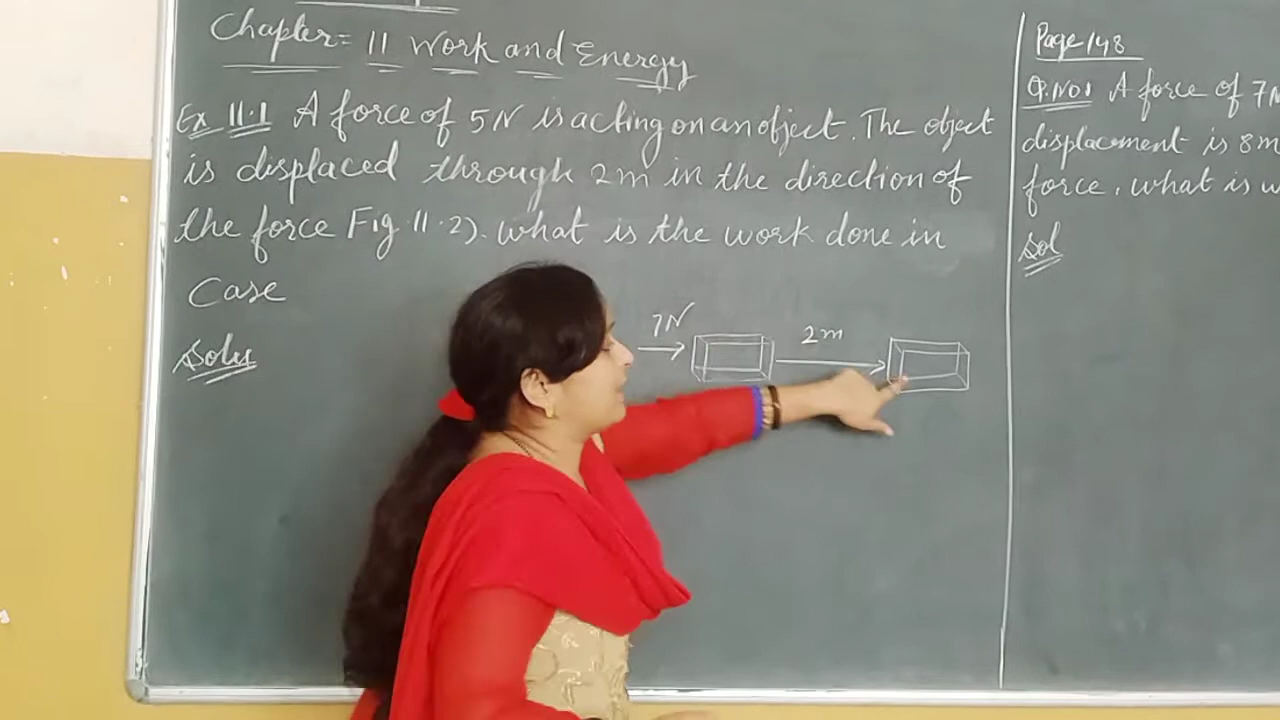 Chapter= 11 Work and Energy
Ex 11.1 A force of 5N is acting on an object. The object
is displaced through 2m in the direction of
the force Fig. 11.2). What is the work done in
Case
Solu
7N
2m
Page 148
Q.No1 A force of 7N
displacement is 8m
force. what is w
Sol